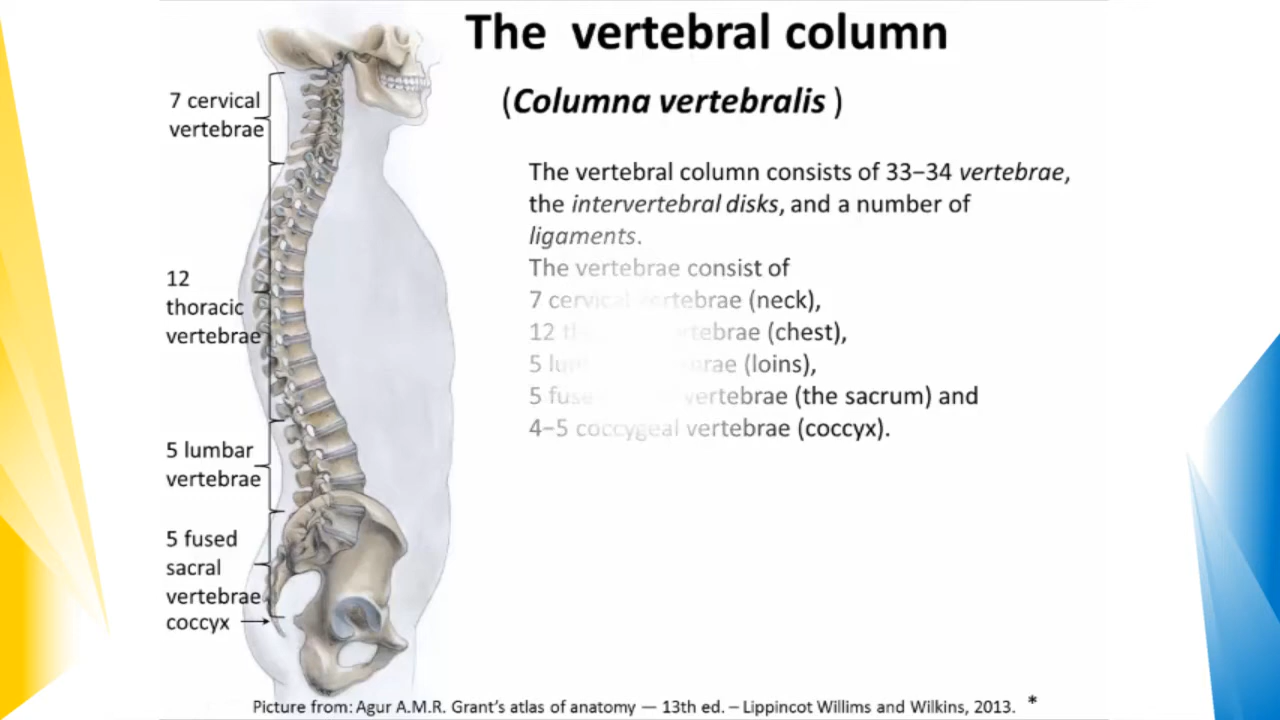 The vertebral column
(Columna vertebralis )
7 cervical
vertebrae
12
thoracic
vertebrae
5 lumbar
vertebrae
5 fused
sacral
vertebrae
coccyx
The vertebral column consists of 33–34 vertebrae,
the intervertebral disks, and a number of
ligaments.
The vertebrae consist of
7 cervical vertebrae (neck),
12 vertebrae (chest),
5 (loins),
5 vertebrae (the sacrum) and
4–5 coccygeal vertebrae (coccyx).
Picture from: Agur A.M.R. Grant's atlas of anatomy — 13th ed. – Lippincot Willims and Wilkins, 2013. *